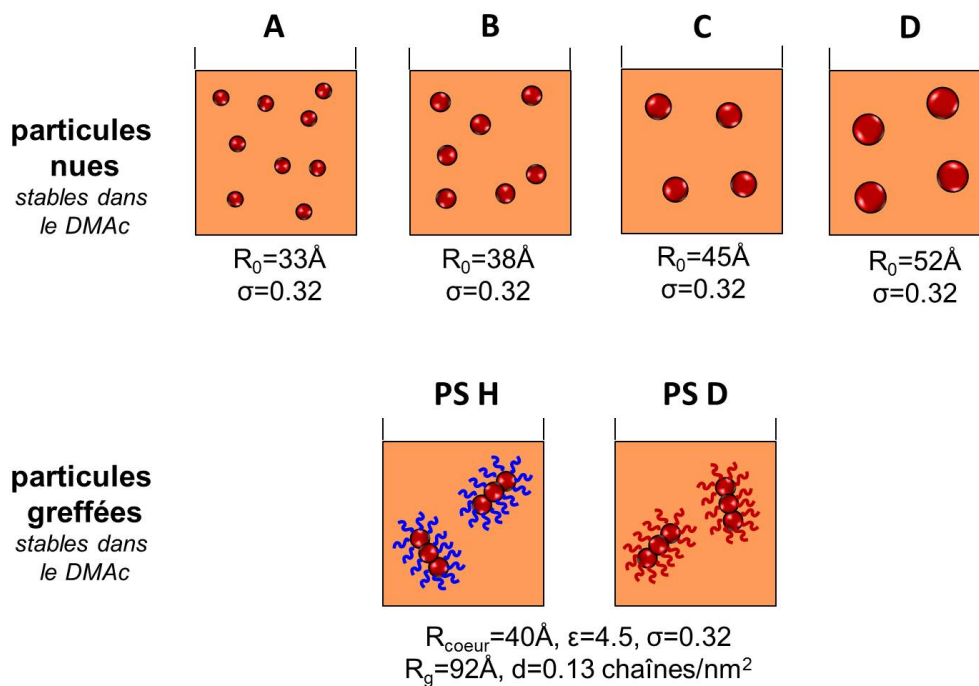 A B C D
particules
nues
stables dans
le DMAc
R₀=33Å R₀=38Å R₀=45Å R₀=52Å
σ=0.32 σ=0.32 σ=0.32 σ=0.32
PS H PS D
particules
greffées
stables dans
le DMAc
R_coeur=40Å, ε=4.5, σ=0.32
R_g=92Å, d=0.13 chaînes/nm²